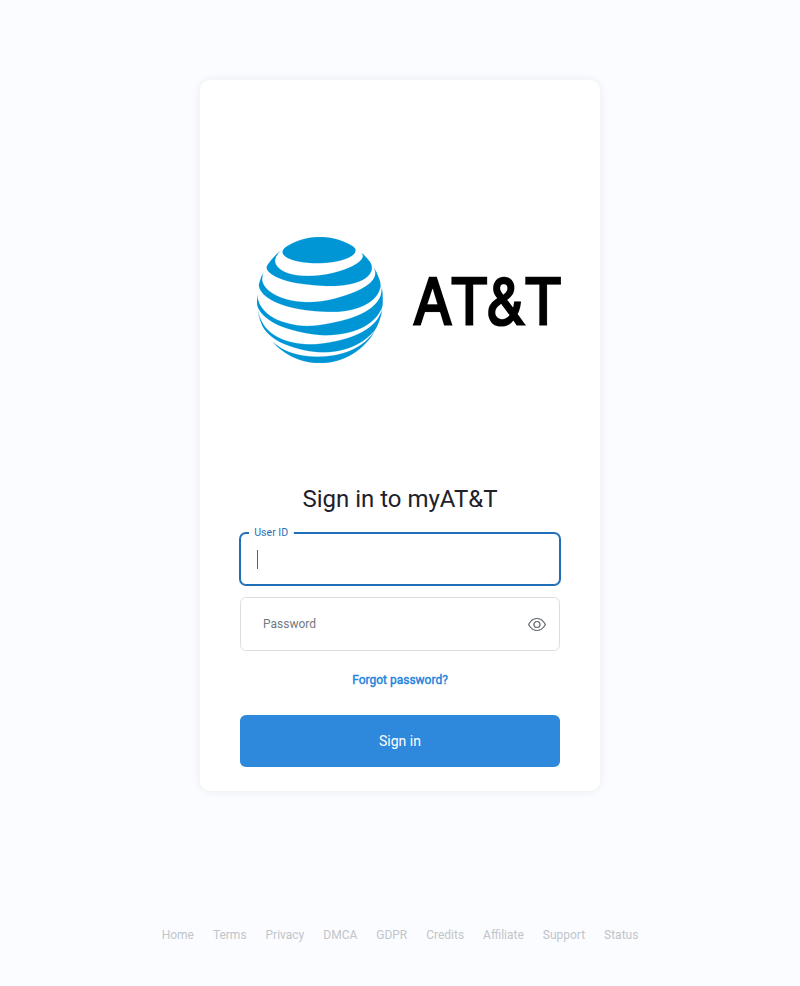 AT&T
Sign in to myAT&T
User ID
Password
Forgot password?
Sign in
Home Terms Privacy DMCA GDPR Credits Affiliate Support Status